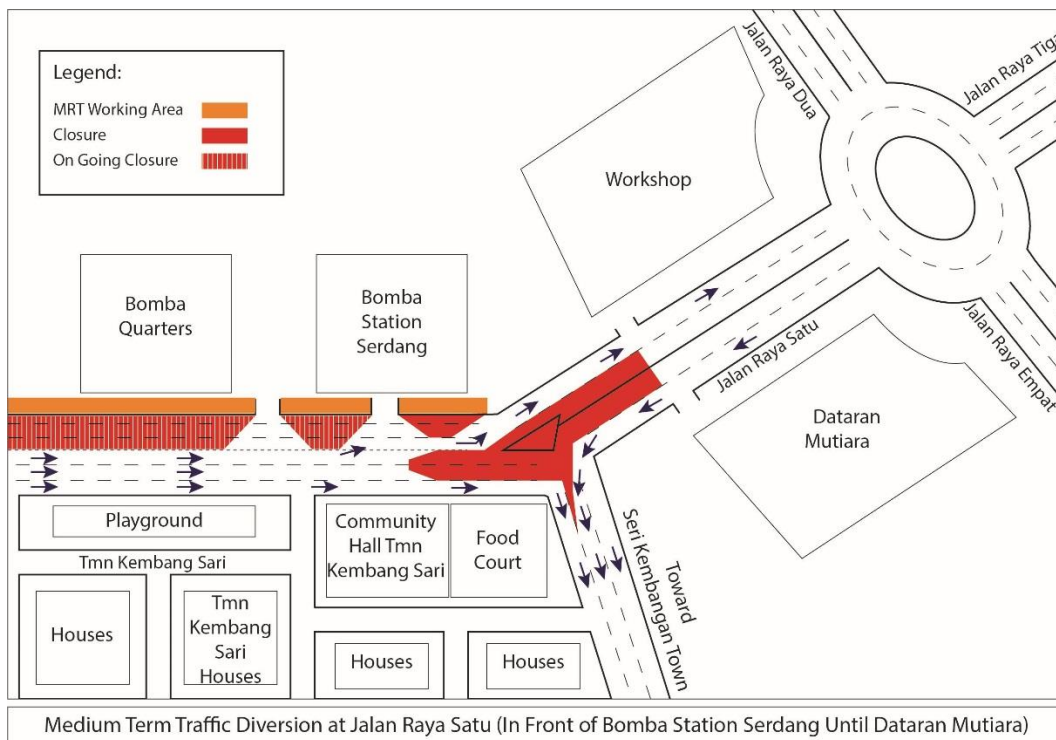 Legend:
MRT Working Area
Closure
On Going Closure
Jalan Raya Dua
Jalan Raya Tiga
Workshop
Bomba
Quarters
Bomba
Station
Serdang
Jalan Raya Satu
Jalan Raya Empat
Dataran
Mutiara
Playground
Tmn Kembang Sari
Community
Hall Tmn
Kembang Sari
Food
Court
Toward
Seri Kembangan Town
Houses
Tmn
Kembang
Sari
Houses
Houses
Houses
Medium Term Traffic Diversion at Jalan Raya Satu (In Front of Bomba Station Serdang Until Dataran Mutiara)